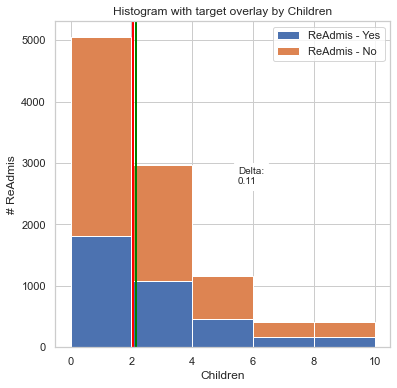 Histogram with target overlay by Children
ReAdmis - Yes
ReAdmis - No
5000
4000
3000
2000
1000
0
# ReAdmis
Delta:
0.11
0 2 4 6 8 10
Children